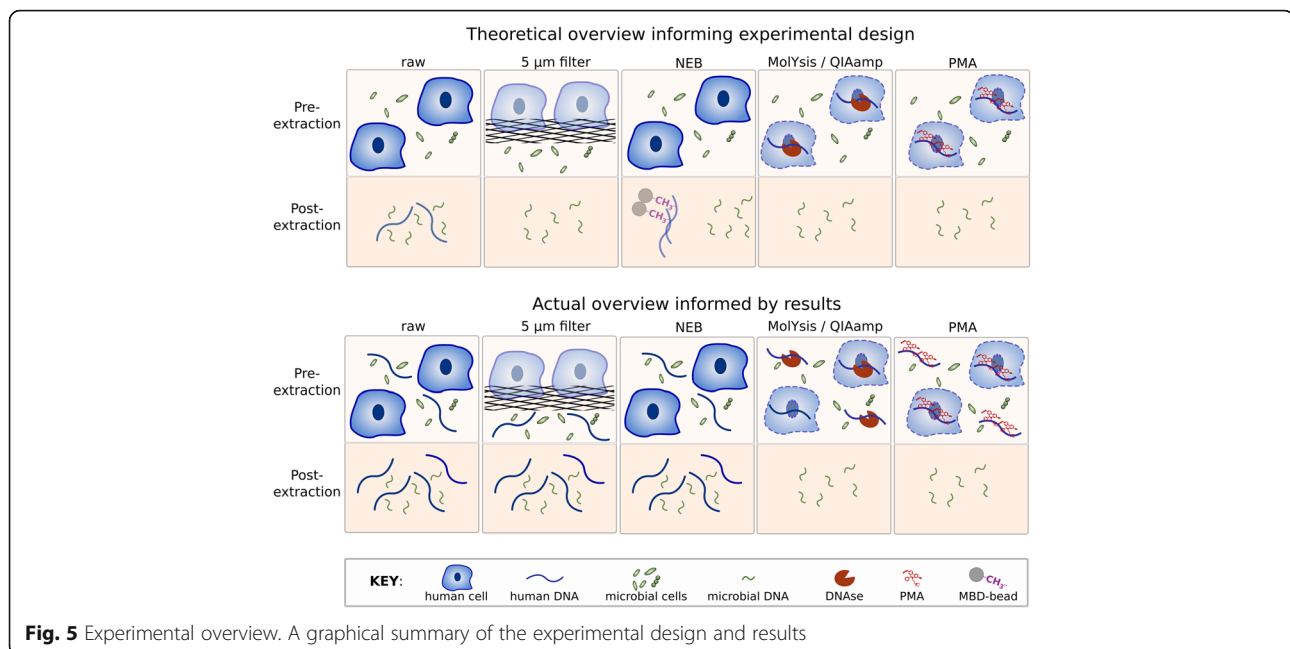 Theoretical overview informing experimental design
raw
5 µm filter
NEB
MolYsis / QIAamp
PMA
Pre-
extraction
Post-
extraction
CH3-
CH3-
Actual overview informed by results
raw
5 µm filter
NEB
MolYsis / QIAamp
PMA
Pre-
extraction
Post-
extraction
KEY:
human cell
human DNA
microbial cells
microbial DNA
DNAse
PMA
CH3-
MBD-bead
Fig. 5 Experimental overview. A graphical summary of the experimental design and results